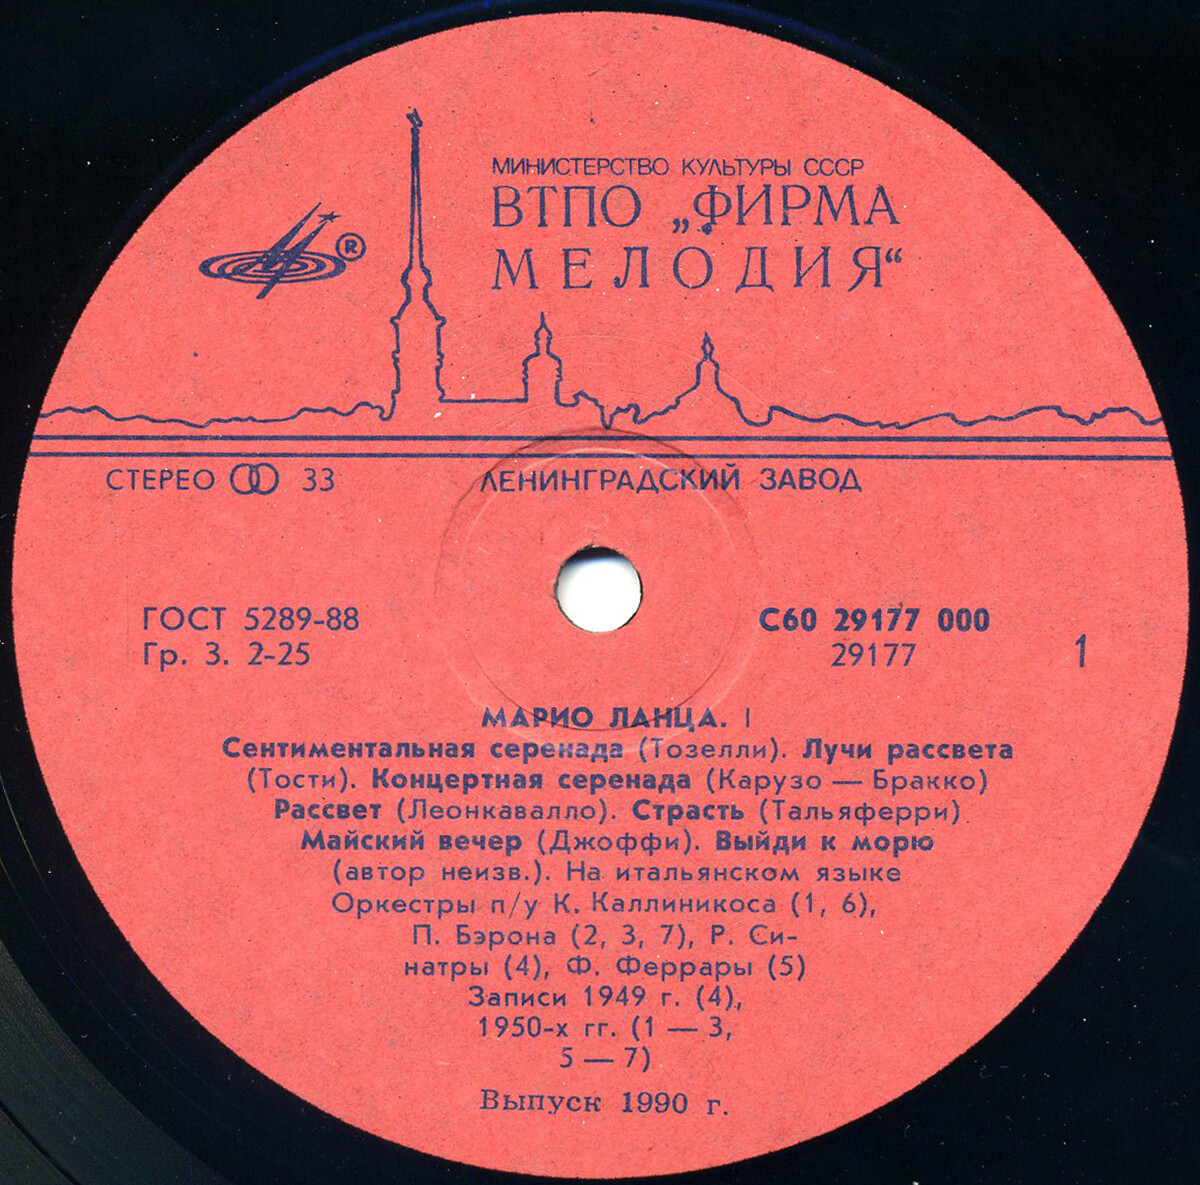 МИНИСТЕРСТВО КУЛЬТУРЫ СССР
ВТПО „ФИРМА
МЕЛОДИЯ“
®
СТЕРЕО 33
ЛЕНИНГРАДСКИЙ ЗАВОД
ГОСТ 5289-88
Гр. 3. 2-25
С60 29177 000
29177
1
МАРИО ЛАНЦА. I
Сентиментальная серенада (Тозелли). Лучи рассвета
(Тости). Концертная серенада (Карузо — Бракко)
Рассвет (Леонкавалло). Страсть (Тальяферри)
Майский вечер (Джоффи). Выйди к морю
(автор неизв.). На итальянском языке
Оркестры п/у К. Каллиникоса (1, 6),
П. Бэрона (2, 3, 7), Р. Си-
натры (4), Ф. Феррары (5)
Записи 1949 г. (4),
1950-х гг. (1 — 3,
5 — 7)
Выпуск 1990 г.